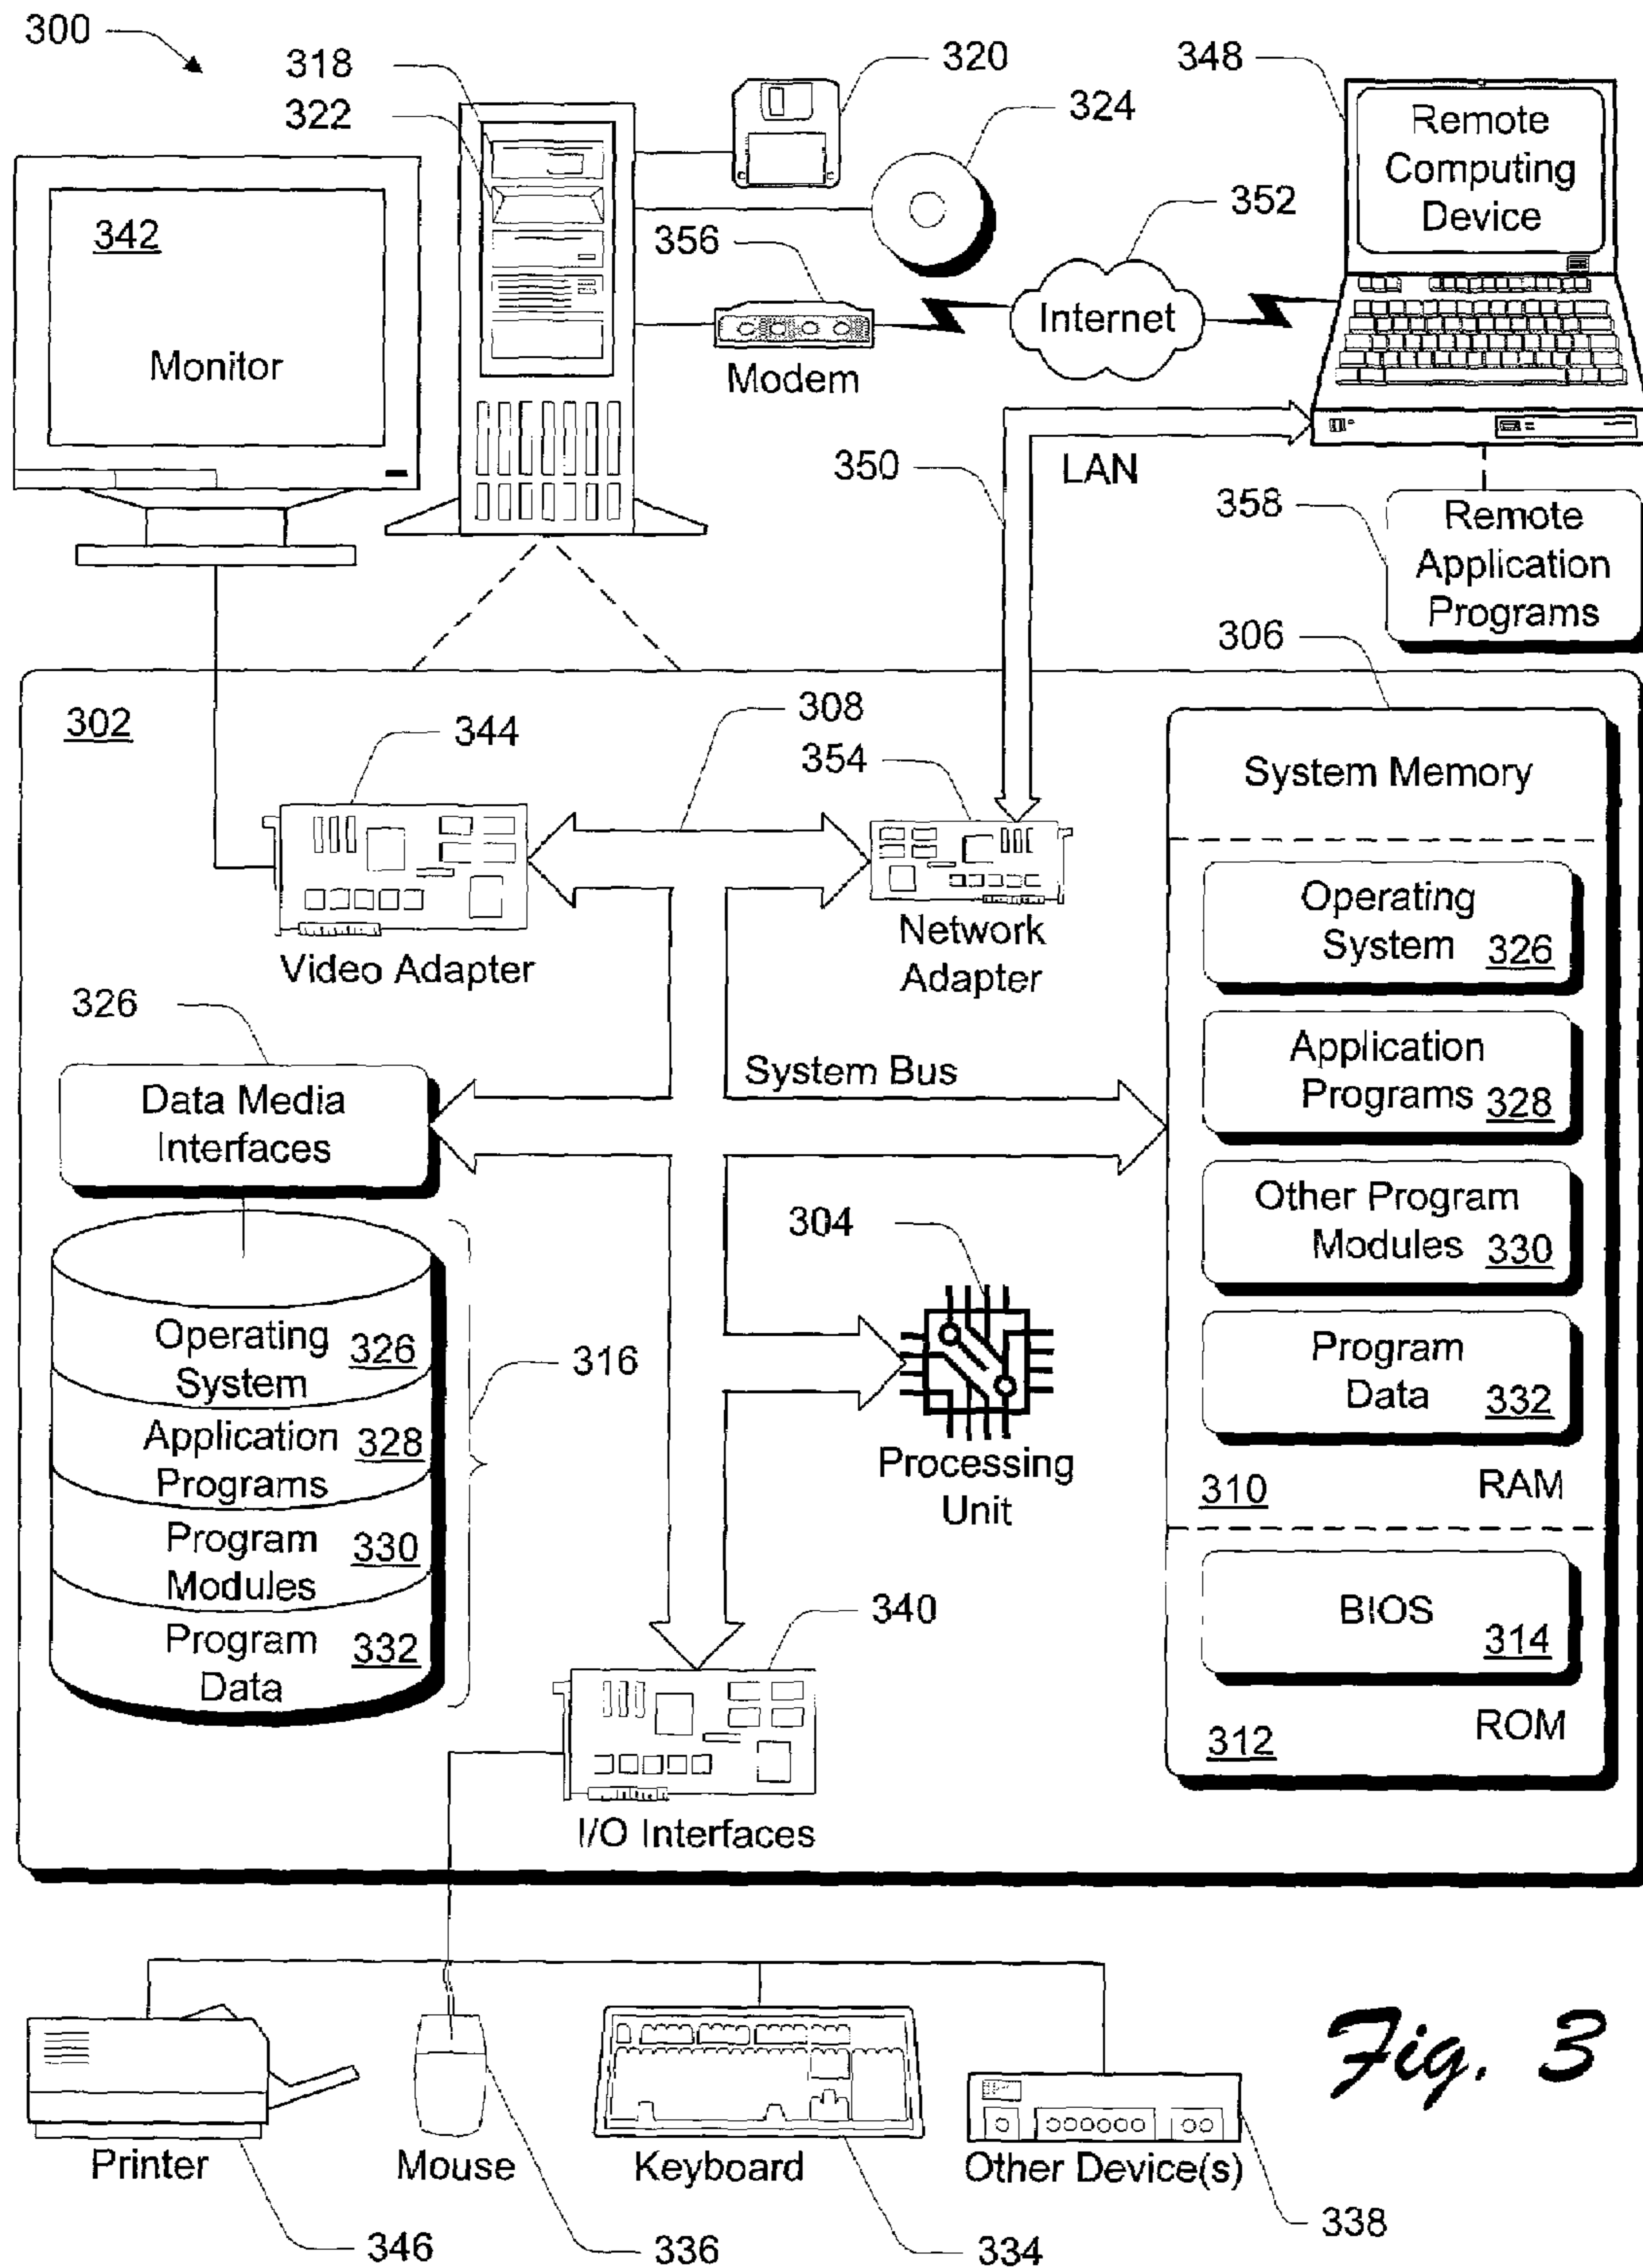 300
318
322
320
324
348
Remote
Computing
Device
342
Monitor
356
Modem
352
Internet
350
LAN
358
Remote
Application
Programs
306
302
344
308
354
System Memory
Video Adapter
Network
Adapter
Operating
System 326
Application
Programs 328
Other Program
Modules 330
Program
Data 332
310 RAM
BIOS
314
312 ROM
326
Data Media
Interfaces
System Bus
304
Processing
Unit
Operating
System 326
Application
Programs 328
Program
Modules 330
Program
Data 332
316
340
I/O Interfaces
Printer
Mouse
Keyboard
Other Device(s)
346
336
334
338
Fig. 3